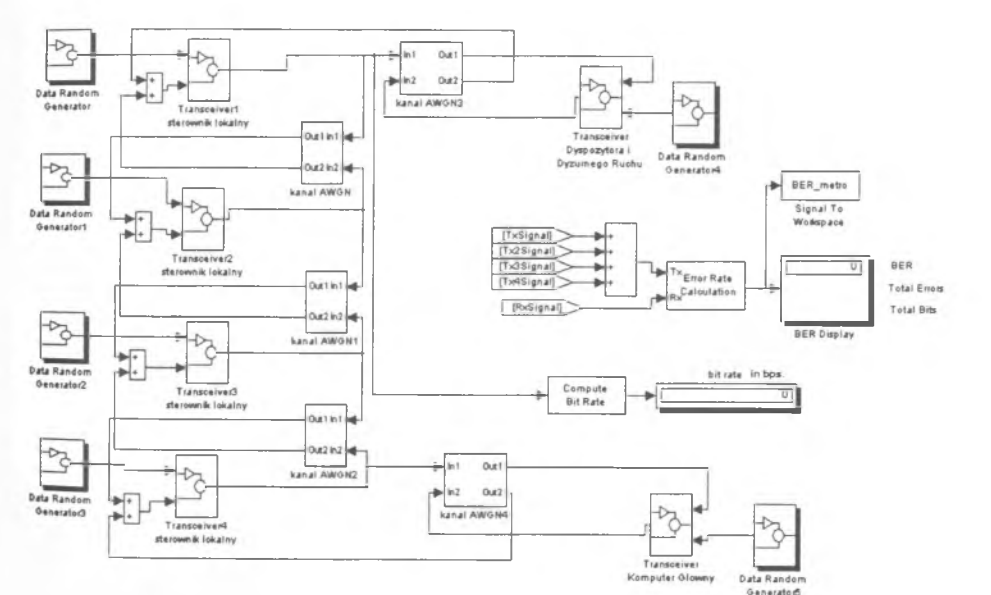 Data Random
Generator
+
+
Transceiver1
sterownik lokalny
In1 Out1
In2 Out2
kanal AWGN3
Transceiver
Dyspozytora i
Dyzurnego Ruchu
Data Random
Generator4
Out1 In1
Out2 In2
kanal AWGN
Data Random
Generator1
+
+
Transceiver2
sterownik lokalny
BER_metro
Signal To
Workspace
[TxSignal]
[Tx2Signal]
[Tx3Signal]
[Tx4Signal]
+
+
+
+
[RxSignal]
Tx
Rx
Error Rate
Calculation
0
BER
Total Errors
Total Bits
BER Display
Out1 In1
Out2 In2
kanal AWGN1
Data Random
Generator2
+
+
Transceiver3
sterownik lokalny
Compute
Bit Rate
bit rate in bps.
0
Out1 In1
Out2 In2
kanal AWGN2
Data Random
Generator3
+
+
Transceiver4
sterownik lokalny
In1 Out1
In2 Out2
kanal AWGN4
Transceiver
Komputer Glowny
Data Random
Generator5